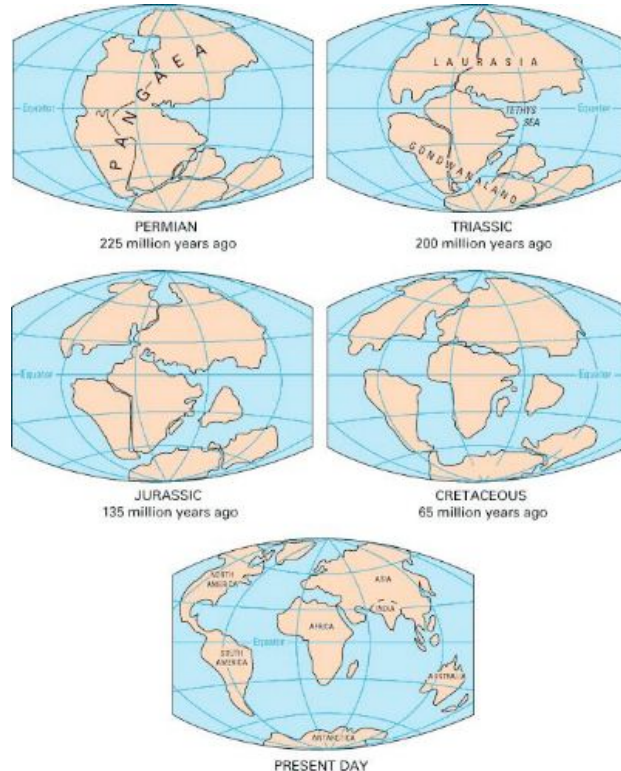 PANGAEA
Equator
PERMIAN
225 million years ago
LAURASIA
TETHYS
SEA
Equator
GONDWANALAND
TRIASSIC
200 million years ago
Equator
JURASSIC
135 million years ago
Equator
CRETACEOUS
65 million years ago
NORTH
AMERICA
ASIA
INDIA
AFRICA
Equator
SOUTH
AMERICA
AUSTRALIA
ANTARCTICA
PRESENT DAY